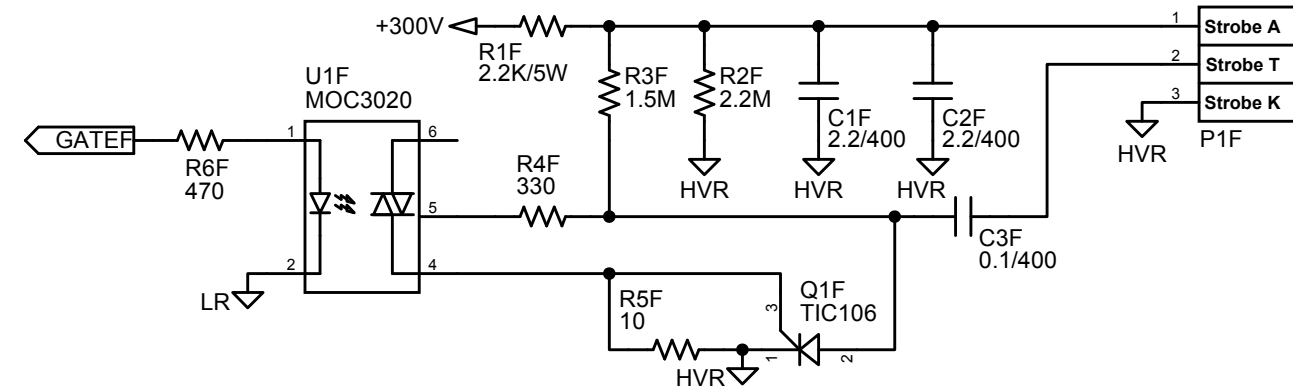 +300V
R1F
2.2K/5W
R3F
1.5M
R2F
2.2M
C1F
2.2/400
C2F
2.2/400
HVR
HVR
HVR
1
Strobe A
2
Strobe T
3
Strobe K
P1F
HVR
U1F
MOC3020
GATEF
R6F
470
1
2
6
5
4
LR
R4F
330
C3F
0.1/400
R5F
10
Q1F
TIC106
3
1
2
HVR